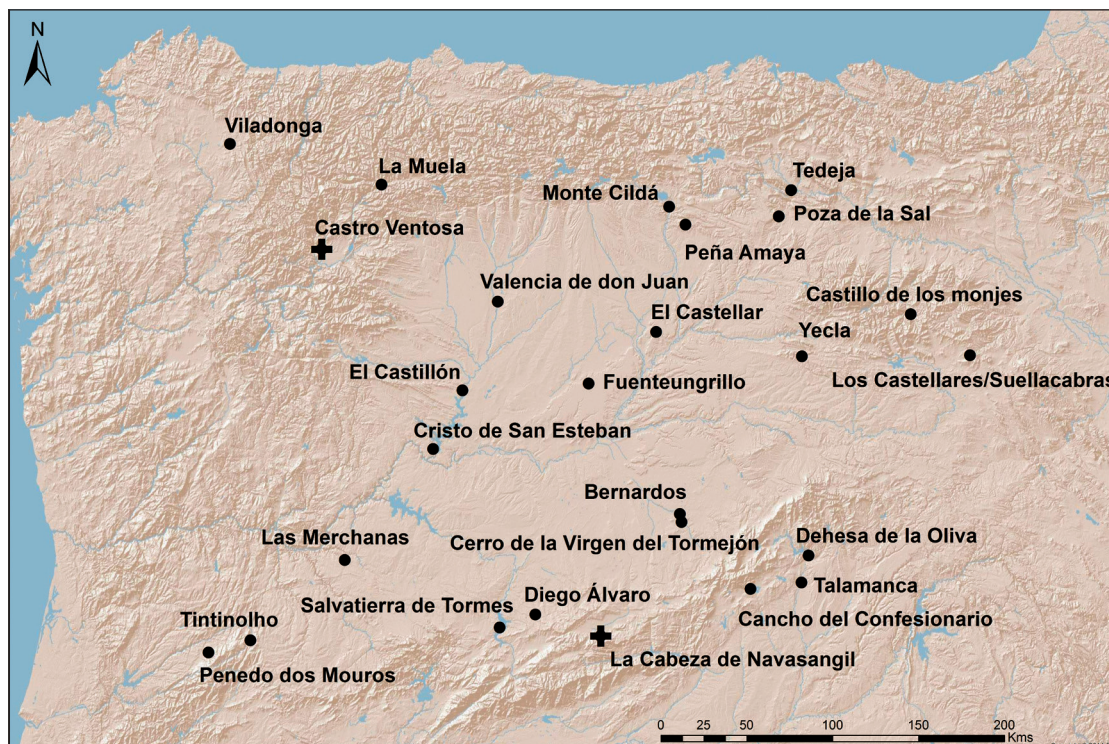 N
Viladonga
La Muela
Tedeja
Monte Cildá
Poza de la Sal
Castro Ventosa
Peña Amaya
Valencia de don Juan
Castillo de los monjes
El Castellar
Yecla
El Castillón
Fuenteungrillo
Los Castellares/Suellacabras
Cristo de San Esteban
Bernardos
Las Merchanas
Cerro de la Virgen del Tormejón
Dehesa de la Oliva
Talamanca
Salvatierra de Tormes
Diego Álvaro
Tintinolho
Cancho del Confesionario
La Cabeza de Navasangil
Penedo dos Mouros
0 25 50 100 150 200
Kms